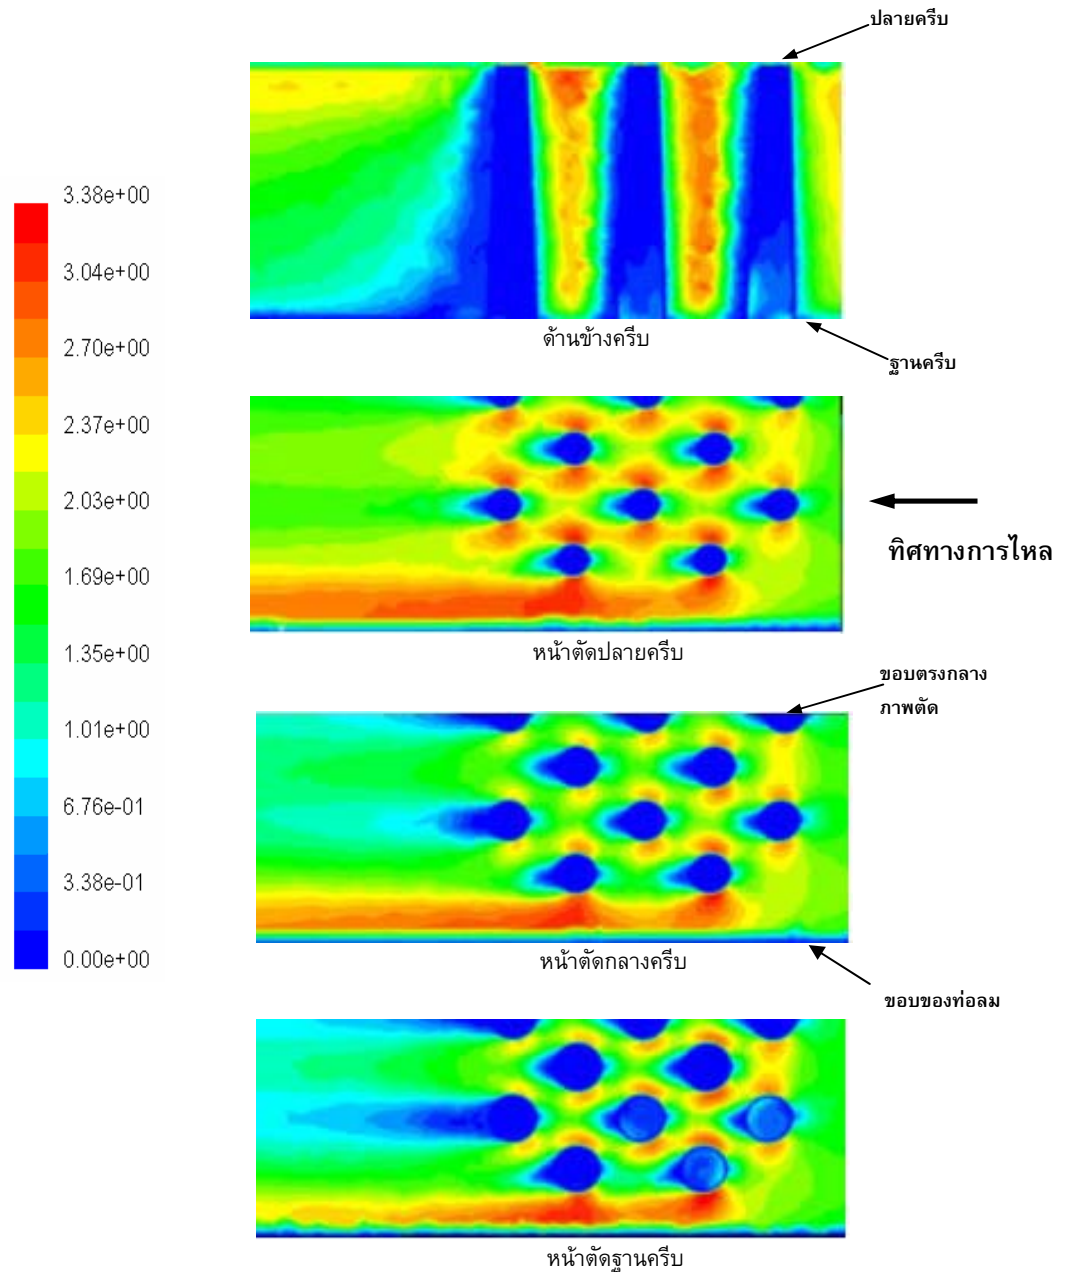 ปลายครีบ
3.38e+00
3.04e+00
2.70e+00
2.37e+00
2.03e+00
1.69e+00
1.35e+00
1.01e+00
6.76e-01
3.38e-01
0.00e+00
ด้านข้างครีบ
ฐานครีบ
ทิศทางการไหล
หน้าตัดปลายครีบ
ขอบตรงกลาง
ภาพตัด
หน้าตัดกลางครีบ
ขอบของท่อลม
หน้าตัดฐานครีบ